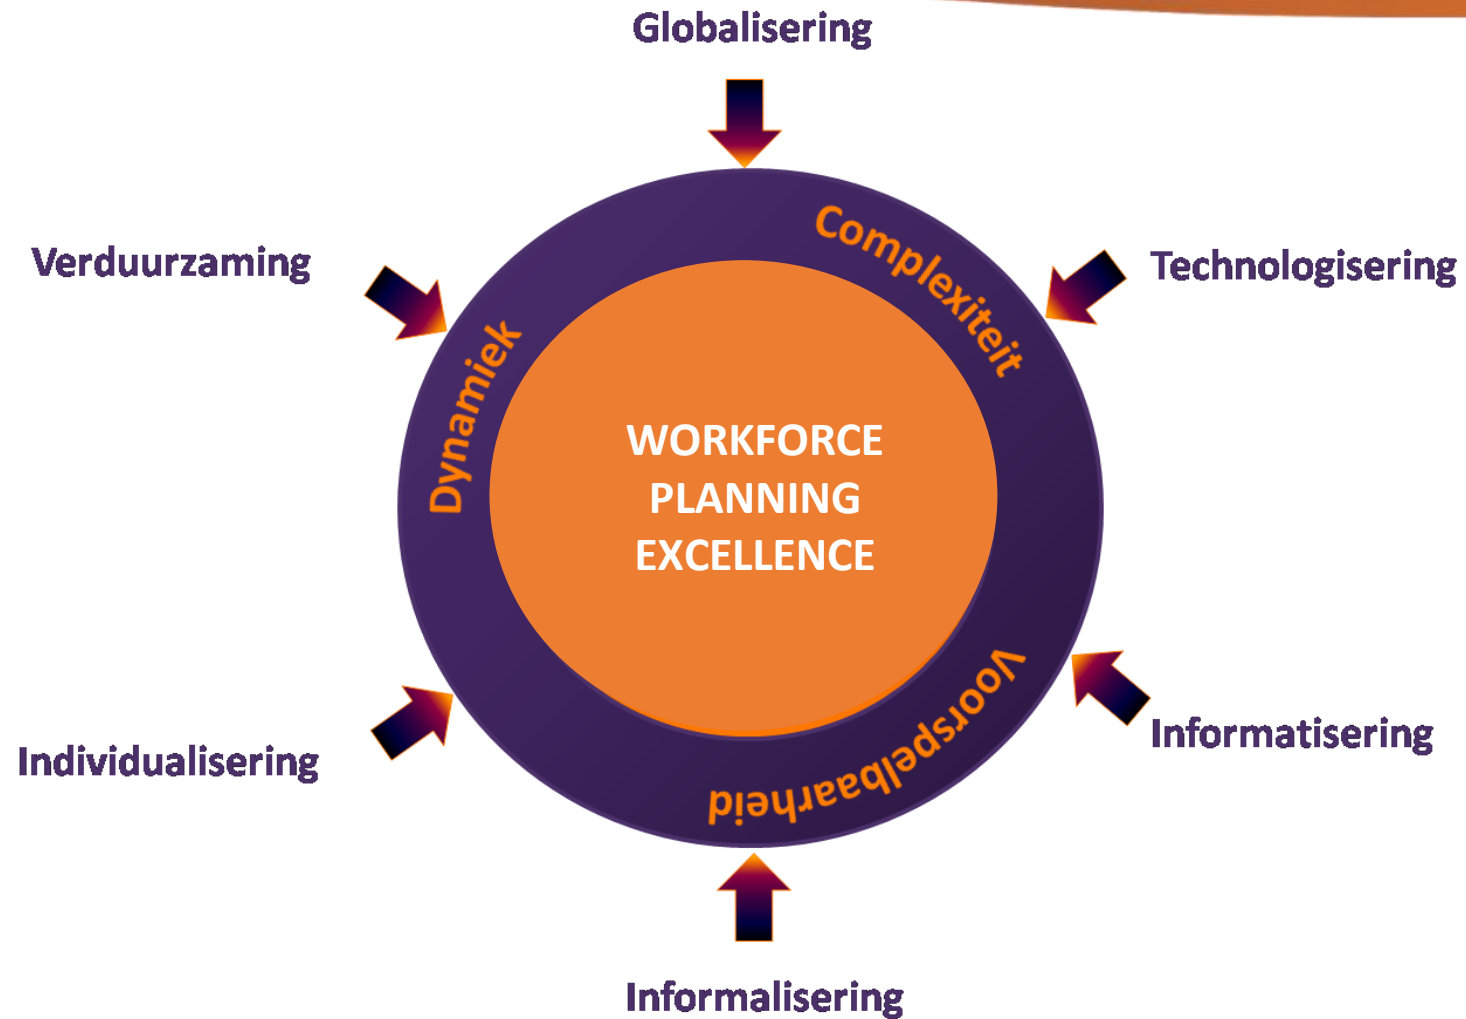 Globalisering
Verduurzaming
Technologisering
Complexiteit
Dynamiek
WORKFORCE
PLANNING
EXCELLENCE
Voorspelbaarheid
Individualisering
Informatisering
Informalisering